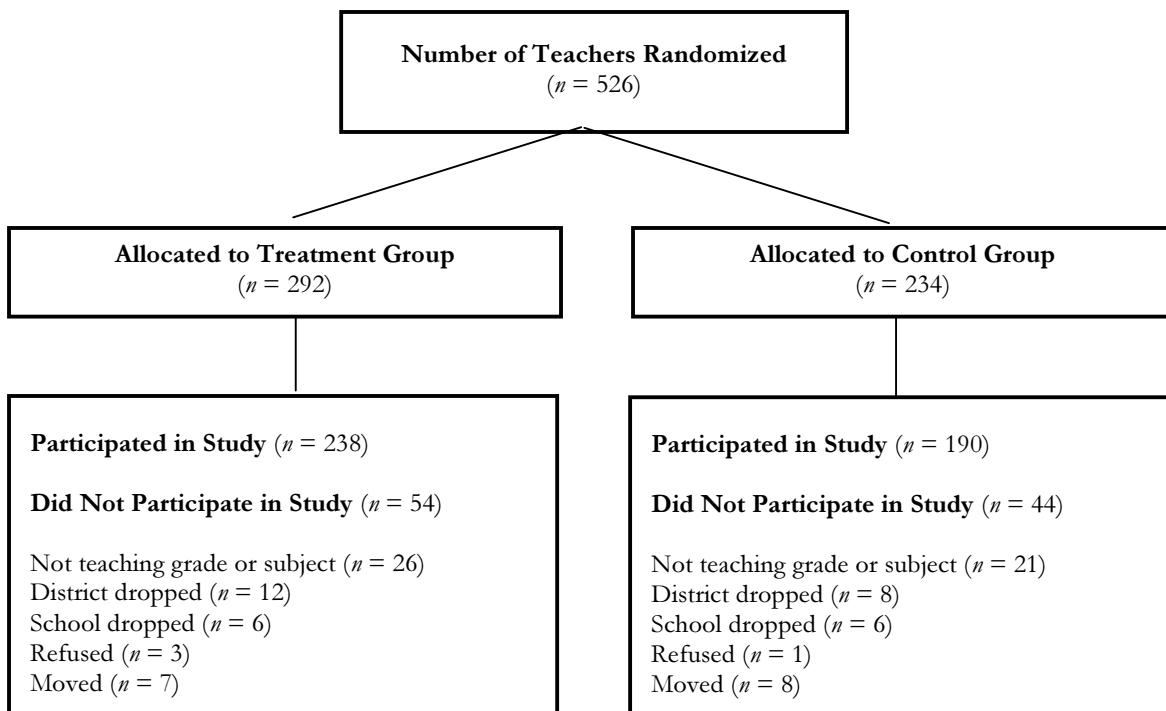 Number of Teachers Randomized
(n = 526)
Allocated to Treatment Group
(n = 292)
Allocated to Control Group
(n = 234)
Participated in Study (n = 238)
Did Not Participate in Study (n = 54)
Not teaching grade or subject (n = 26)
District dropped (n = 12)
School dropped (n = 6)
Refused (n = 3)
Moved (n = 7)
Participated in Study (n = 190)
Did Not Participate in Study (n = 44)
Not teaching grade or subject (n = 21)
District dropped (n = 8)
School dropped (n = 6)
Refused (n = 1)
Moved (n = 8)